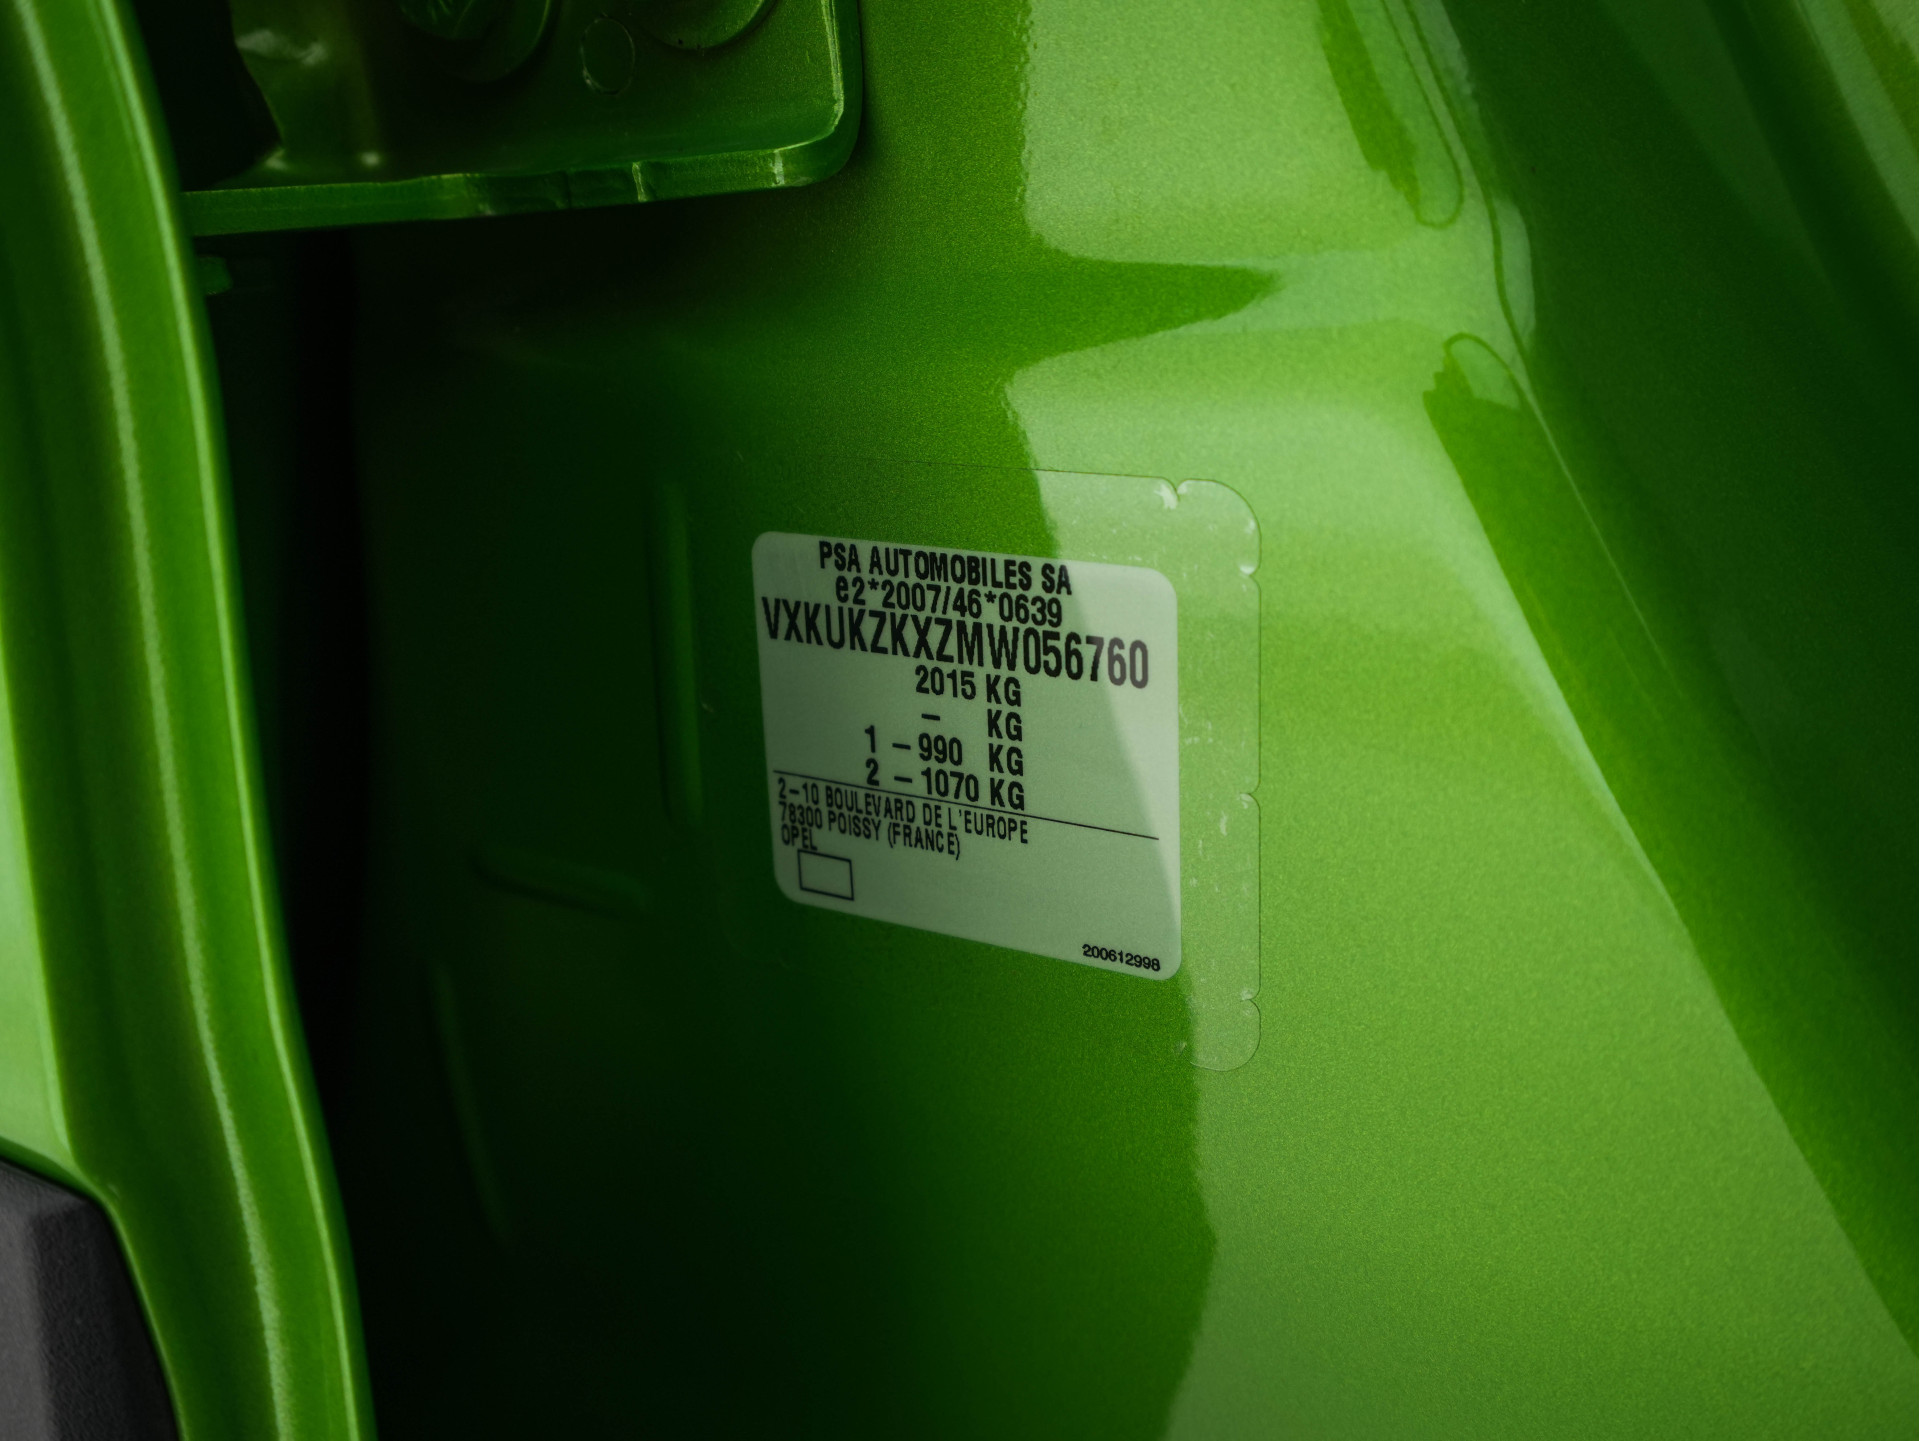 PSA AUTOMOBILES SA
e2*2007/46*0639
VXKUKZKXZMW056760
2015 KG
– KG
1 – 990 KG
2 – 1070 KG
2–10 BOULEVARD DE L'EUROPE
78300 POISSY (FRANCE)
OPEL
200612998